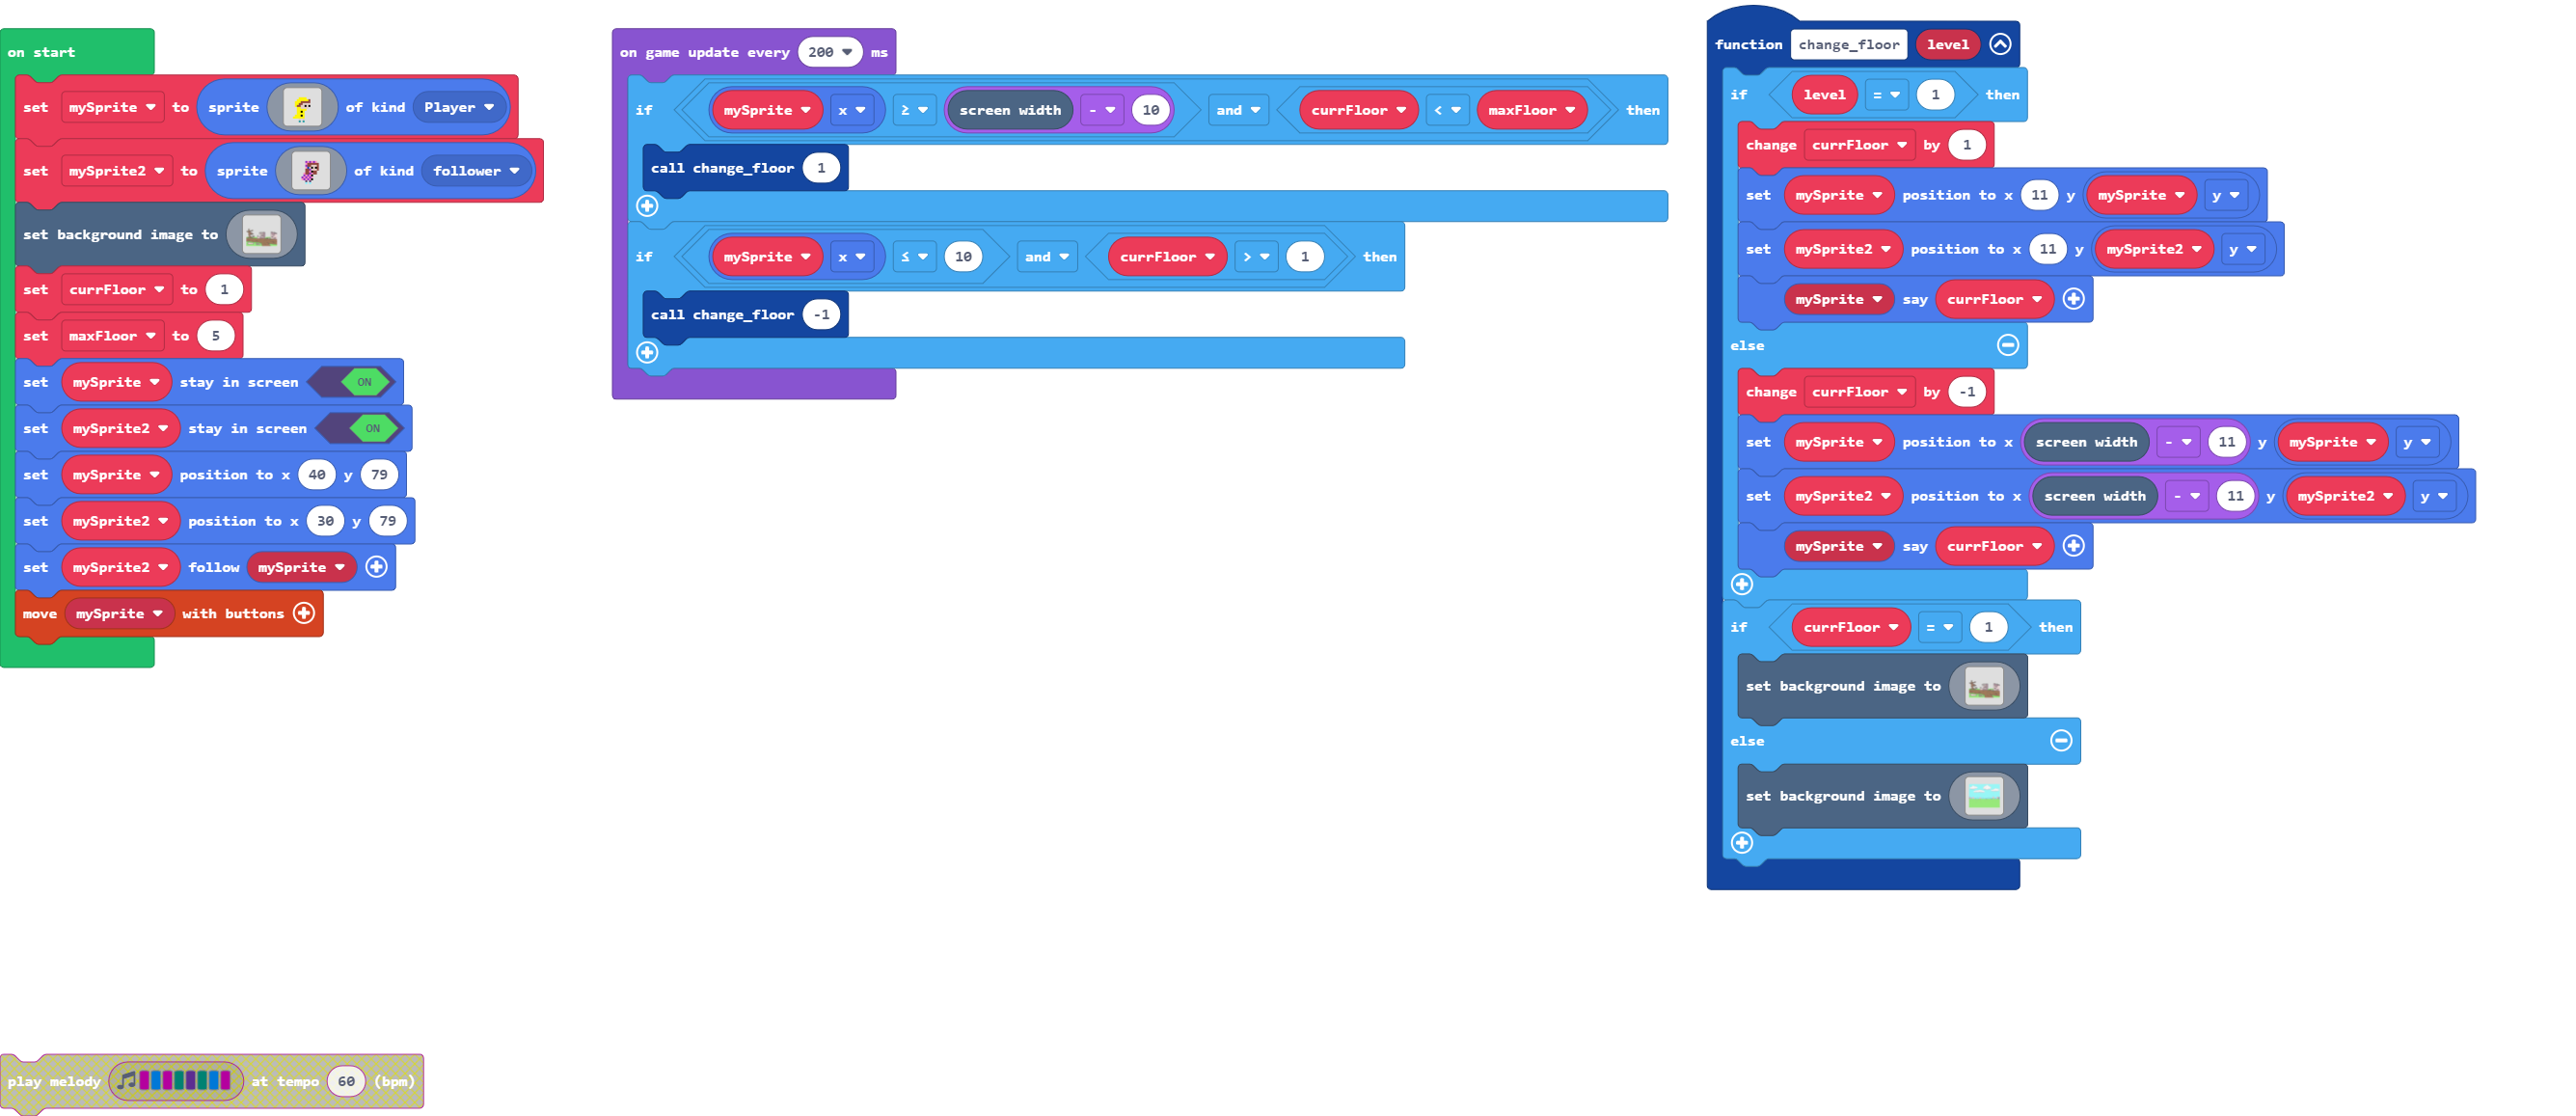 on start
set mySprite to sprite of kind Player
set mySprite2 to sprite of kind follower
set background image to
set currFloor to 1
set maxFloor to 5
set mySprite stay in screen ON
set mySprite2 stay in screen ON
set mySprite position to x 40 y 79
set mySprite2 position to x 30 y 79
set mySprite2 follow mySprite
move mySprite with buttons
play melody at tempo 60 (bpm)
on game update every 200 ms
if mySprite x ≥ screen width - 10 and currFloor < maxFloor then
call change_floor 1
if mySprite x ≤ 10 and currFloor > 1 then
call change_floor -1
function change_floor level
if level = 1 then
change currFloor by 1
set mySprite position to x 11 y mySprite y
set mySprite2 position to x 11 y mySprite2 y
mySprite say currFloor
else
change currFloor by -1
set mySprite position to x screen width - 11 y mySprite y
set mySprite2 position to x screen width - 11 y mySprite2 y
mySprite say currFloor
if currFloor = 1 then
set background image to
else
set background image to